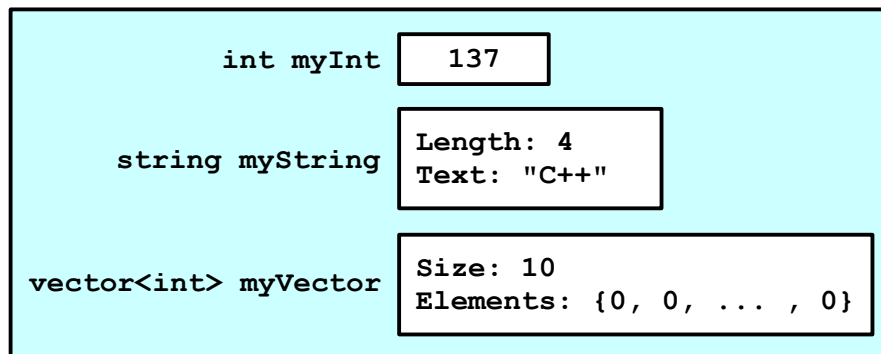 int myInt 137
string myString Length: 4
Text: "C++"
vector<int> myVector Size: 10
Elements: {0, 0, ... , 0}